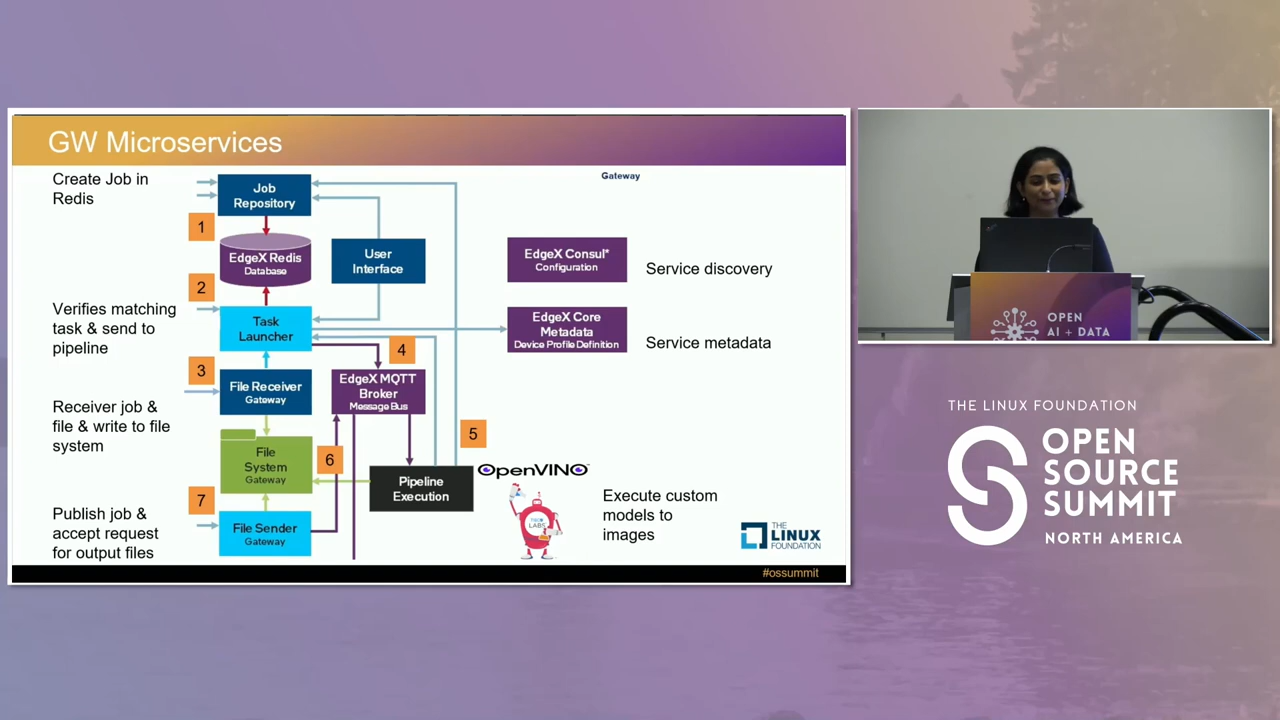 GW Microservices
Create Job in
Redis
Job
Repository
Gateway
1
EdgeX Redis
Database
User
Interface
EdgeX Consul*
Configuration
Service discovery
2
Verifies matching
task & send to
pipeline
Task
Launcher
EdgeX Core
Metadata
Device Profile Definition
Service metadata
4
3
File Receiver
Gateway
EdgeX MQTT
Broker
Message Bus
Receiver job &
file & write to file
system
5
File
System
Gateway
6
OpenVINO
Pipeline
Execution
Execute custom
models to
images
7
Publish job &
accept request
for output files
File Sender
Gateway
LABS
THE
LINUX
FOUNDATION
#ossummit
OPEN
AI + DATA
THE LINUX FOUNDATION
OPEN
SOURCE
SUMMIT
NORTH AMERICA